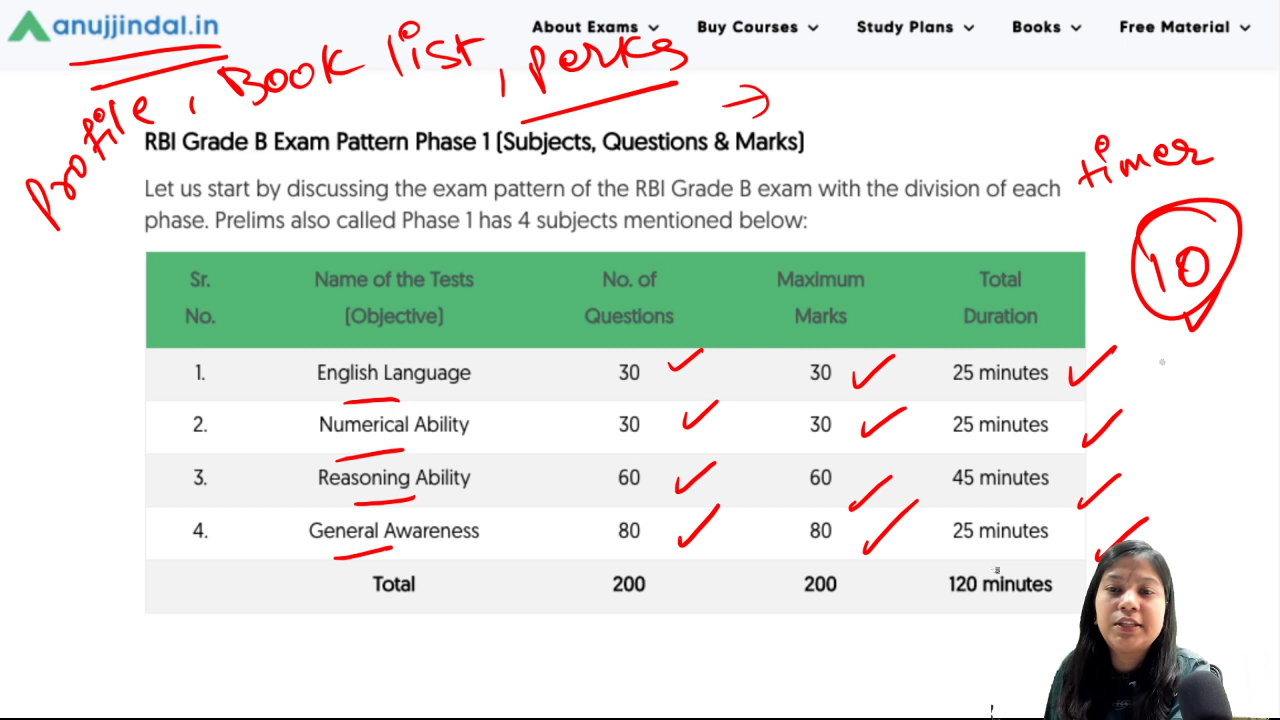 anujjindal.in
About Exams Buy Courses Study Plans Books Free Material
Profile, Book list, perks →
RBI Grade B Exam Pattern Phase 1 (Subjects, Questions & Marks)
timer
10
Let us start by discussing the exam pattern of the RBI Grade B exam with the division of each
phase. Prelims also called Phase 1 has 4 subjects mentioned below:
Sr. No. Name of the Tests (Objective) No. of Questions Maximum Marks Total Duration
1. English Language 30 30 25 minutes
2. Numerical Ability 30 30 25 minutes
3. Reasoning Ability 60 60 45 minutes
4. General Awareness 80 80 25 minutes
Total 200 200 120 minutes